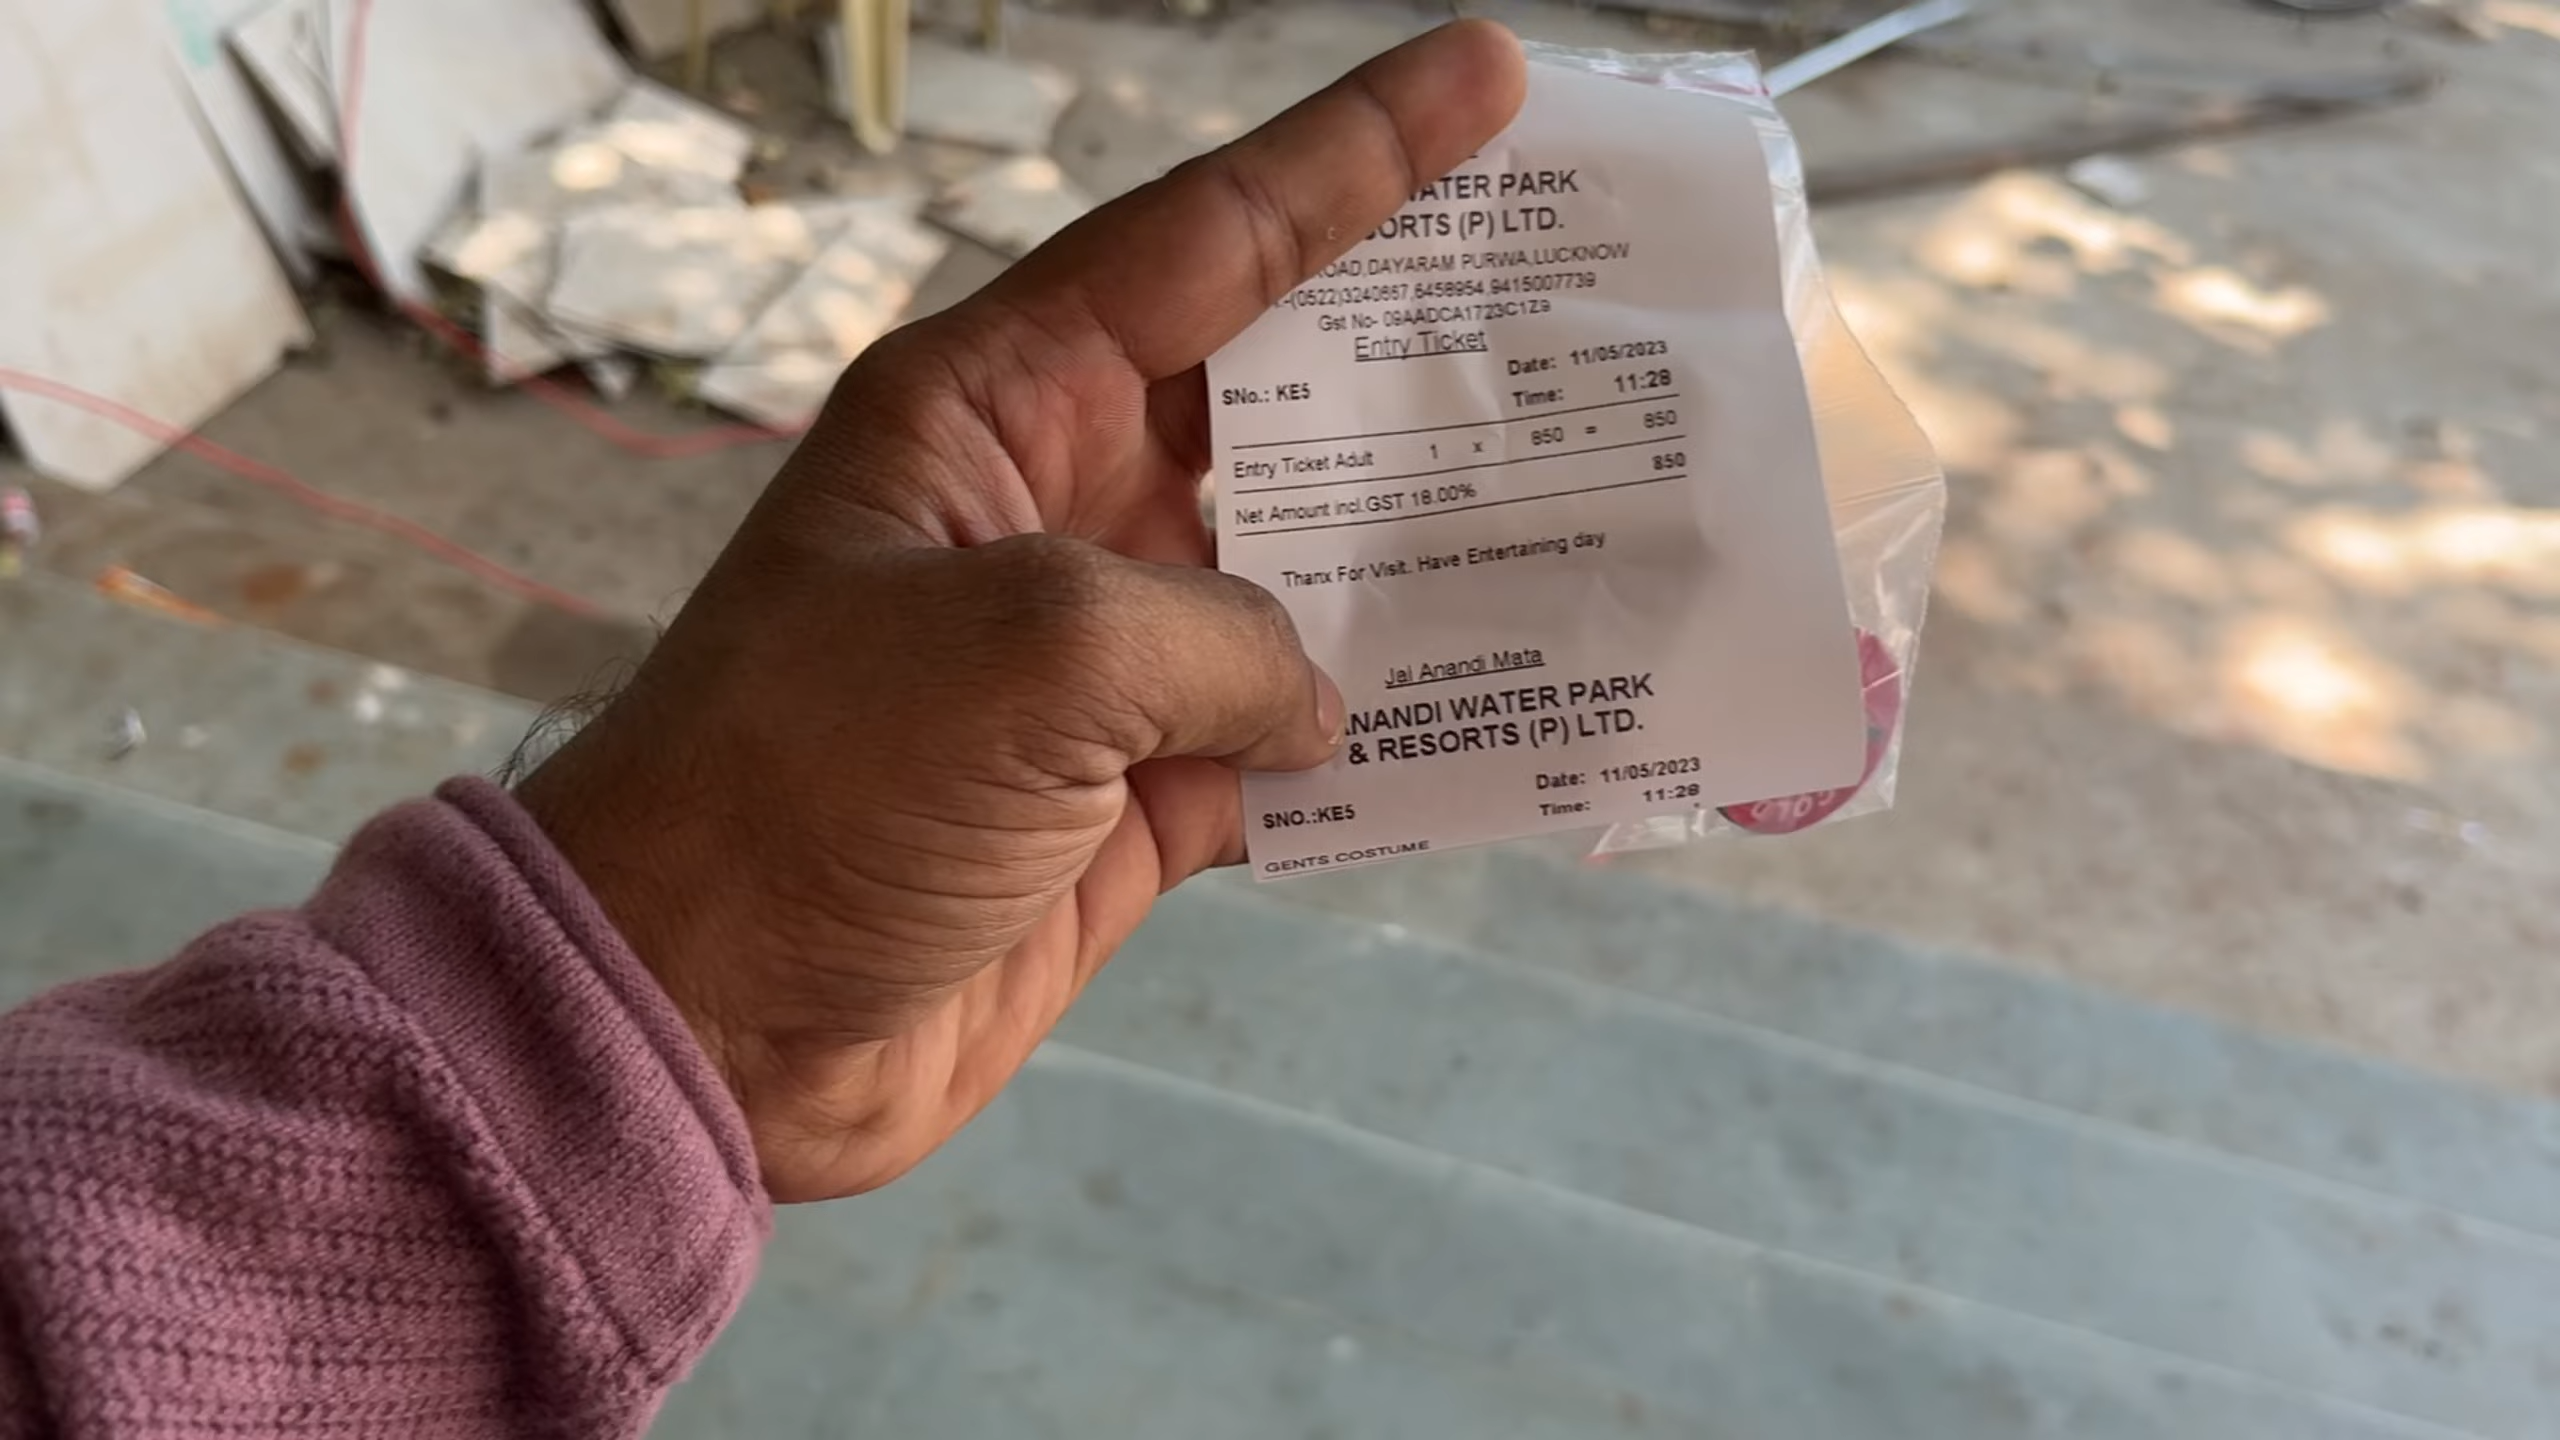 WATER PARK
SORTS (P) LTD.
ROAD,DAYARAM PURWA,LUCKNOW
.-(0522)3240667,6458954,9415007739
Gst No- 09AADCA1723C1Z9
Entry Ticket
Date: 11/05/2023
SNo.: KE5
Time: 11:28
Entry Ticket Adult 1 x 850 = 850
Net Amount incl.GST 18.00% 850
Thanx For Visit. Have Entertaining day
Jai Anandi Mata
ANANDI WATER PARK
& RESORTS (P) LTD.
Date: 11/05/2023
SNO.:KE5
Time: 11:28
GENTS COSTUME